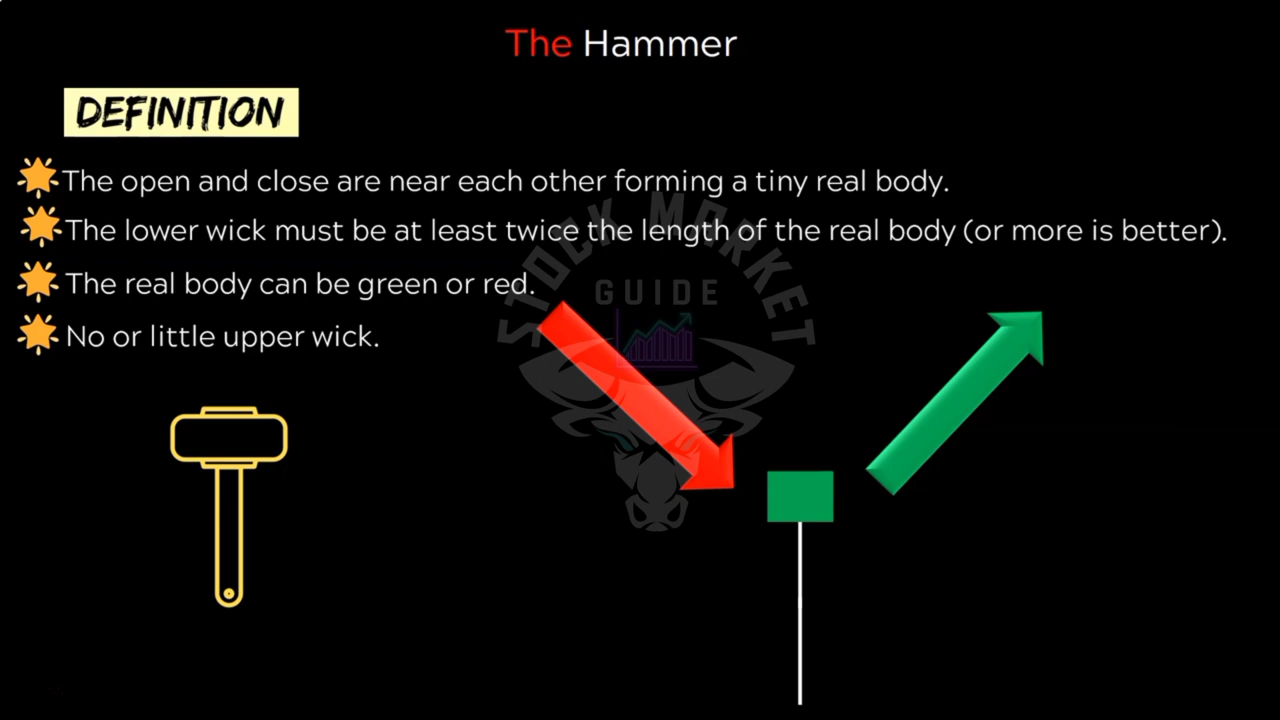 The Hammer
DEFINITION
The open and close are near each other forming a tiny real body.
The lower wick must be at least twice the length of the real body (or more is better).
The real body can be green or red.
No or little upper wick.
STOCK MARKET
GUIDE